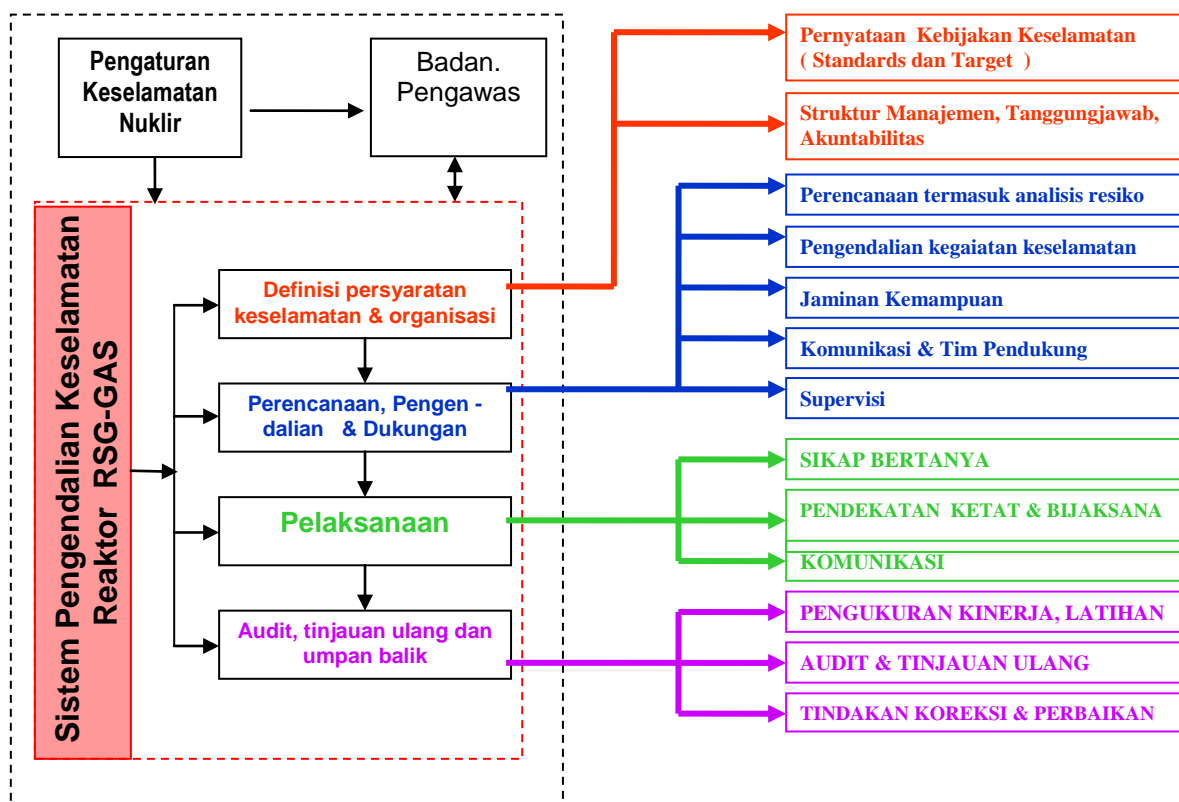 Pengaturan
Keselamatan
Nuklir
Badan.
Pengawas
Sistem Pengendalian Keselamatan
Reaktor RSG-GAS
Definisi persyaratan
keselamatan & organisasi
Perencanaan, Pengen -
dalian & Dukungan
Pelaksanaan
Audit, tinjauan ulang dan
umpan balik
Pernyataan Kebijakan Keselamatan
( Standards dan Target )
Struktur Manajemen, Tanggungjawab,
Akuntabilitas
Perencanaan termasuk analisis resiko
Pengendalian kegaiatan keselamatan
Jaminan Kemampuan
Komunikasi & Tim Pendukung
Supervisi
SIKAP BERTANYA
PENDEKATAN KETAT & BIJAKSANA
KOMUNIKASI
PENGUKURAN KINERJA, LATIHAN
AUDIT & TINJAUAN ULANG
TINDAKAN KOREKSI & PERBAIKAN